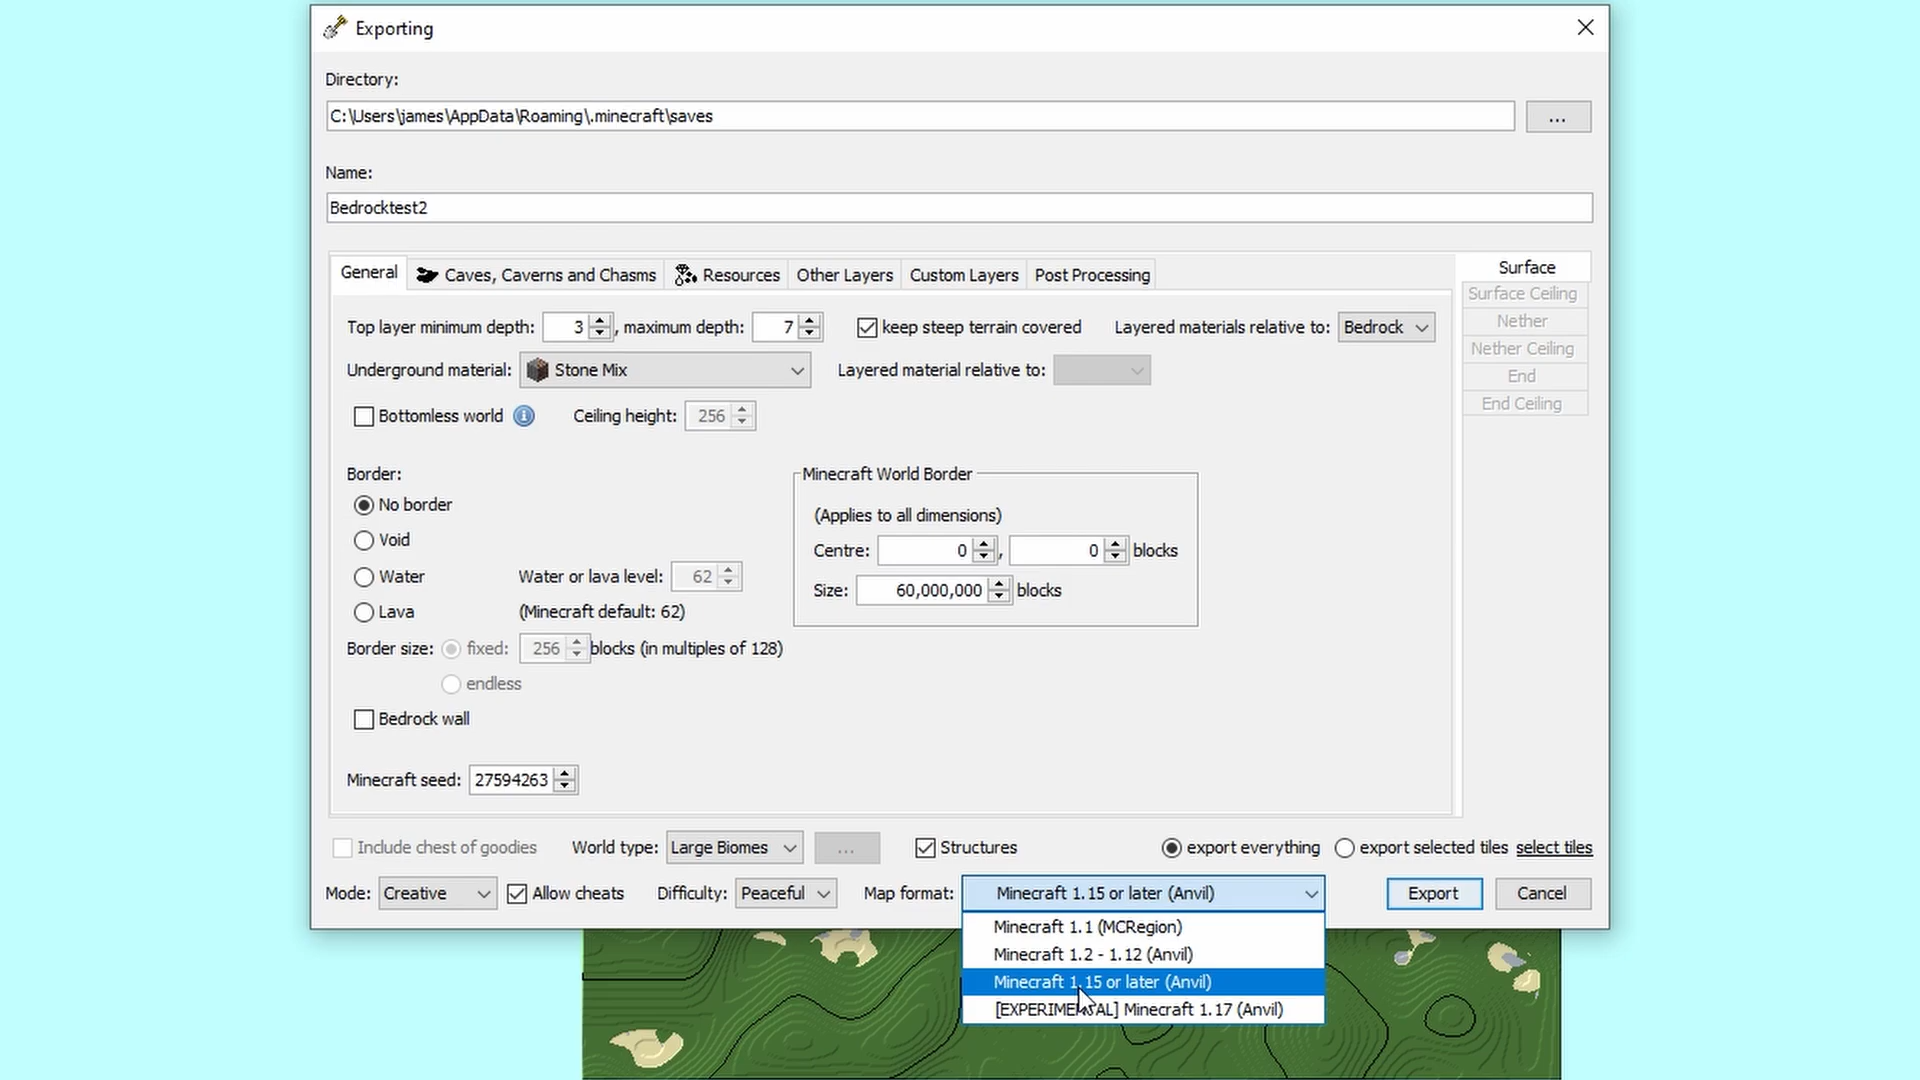 Exporting
Directory:
C:\Users\james\AppData\Roaming\.minecraft\saves
...
Name:
Bedrocktest2
General
Caves, Caverns and Chasms
Resources
Other Layers
Custom Layers
Post Processing
Surface
Surface Ceiling
Nether
Nether Ceiling
End
End Ceiling
Top layer minimum depth: 3 , maximum depth: 7 keep steep terrain covered Layered materials relative to: Bedrock
Underground material: Stone Mix Layered material relative to:
Bottomless world Ceiling height: 256
Border:
No border
Void
Water Water or lava level: 62
Lava (Minecraft default: 62)
Border size: fixed: 256 blocks (in multiples of 128)
endless
Bedrock wall
Minecraft World Border
(Applies to all dimensions)
Centre: 0 , 0 blocks
Size: 60,000,000 blocks
Minecraft seed: 27594263
Include chest of goodies World type: Large Biomes ... Structures export everything export selected tiles select tiles
Mode: Creative Allow cheats Difficulty: Peaceful Map format: Minecraft 1.15 or later (Anvil) Export Cancel
Minecraft 1.1 (MCRegion)
Minecraft 1.2 - 1.12 (Anvil)
Minecraft 1.15 or later (Anvil)
[EXPERIMENTAL] Minecraft 1.17 (Anvil)